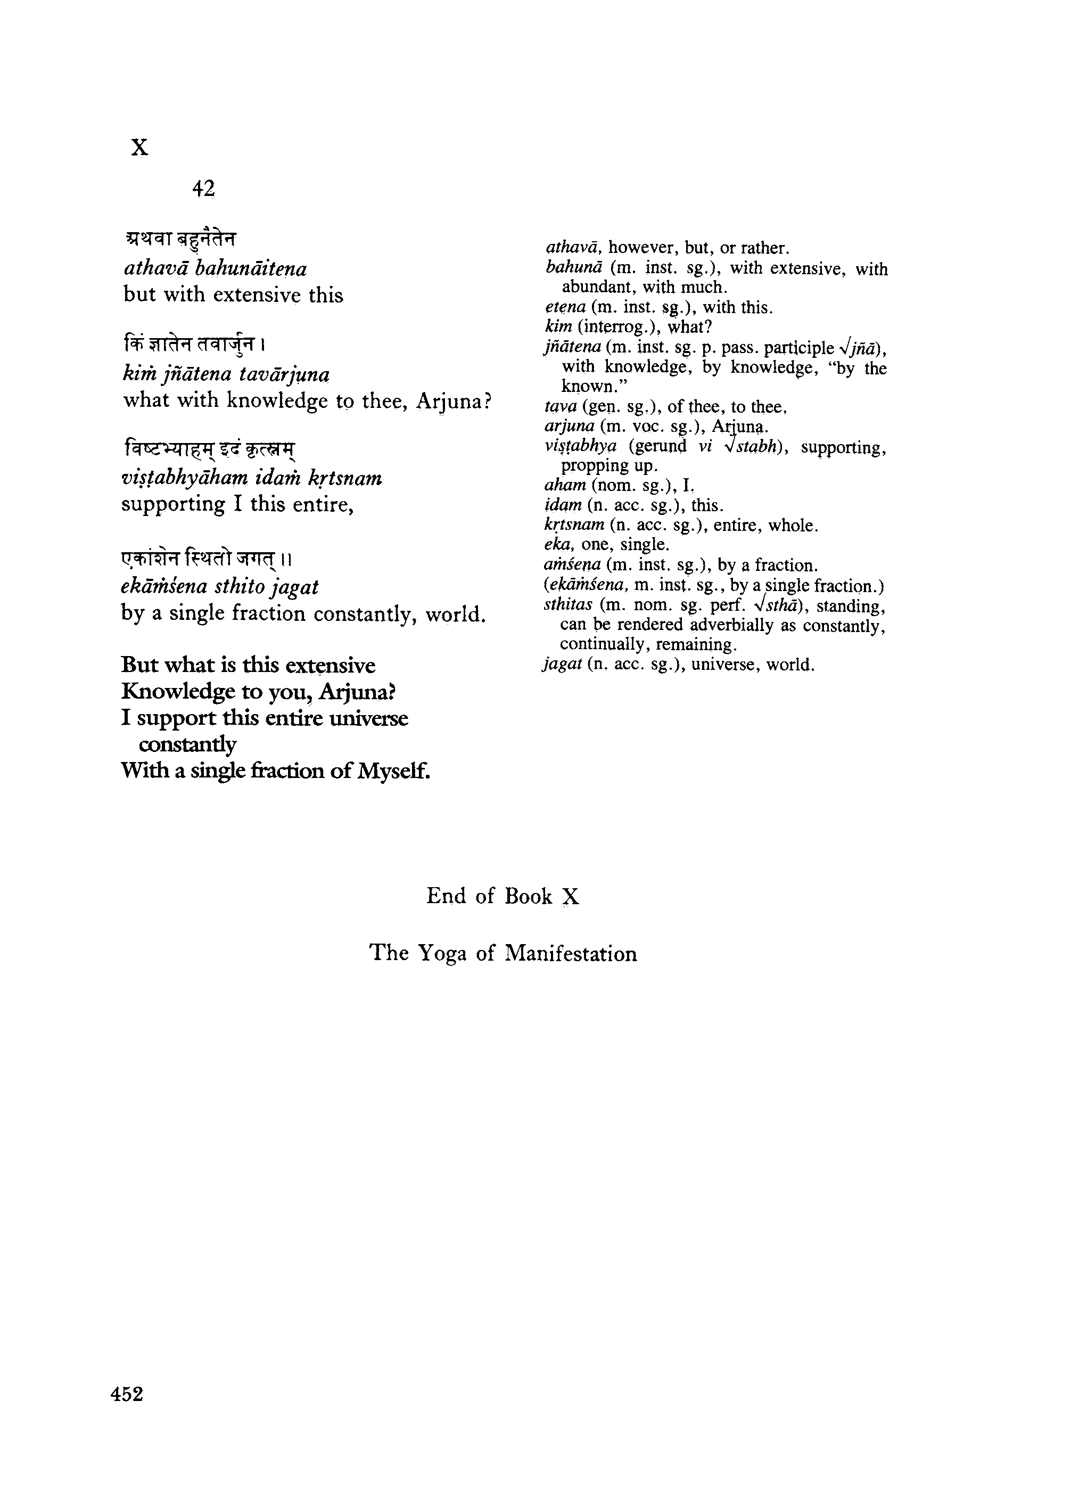 X
42
अथवा बहुनैतेन
athavā bahunāitena
but with extensive this
किं ज्ञातेन तवार्जुन ।
kiṁ jñātena tavārjuna
what with knowledge to thee, Arjuna?
विष्टभ्याहम् इदं कृत्स्नम्
viṣṭabhyāham idaṁ kṛtsnam
supporting I this entire,
एकांशेन स्थितो जगत् ॥
ekāṁśena sthito jagat
by a single fraction constantly, world.
But what is this extensive
Knowledge to you, Arjuna?
I support this entire universe
constantly
With a single fraction of Myself.
athavā, however, but, or rather.
bahunā (m. inst. sg.), with extensive, with
abundant, with much.
etena (m. inst. sg.), with this.
kim (interrog.), what?
jñātena (m. inst. sg. p. pass. participle √jñā),
with knowledge, by knowledge, “by the
known.”
tava (gen. sg.), of thee, to thee.
arjuna (m. voc. sg.), Arjuna.
viṣṭabhya (gerund vi √stabh), supporting,
propping up.
aham (nom. sg.), I.
idam (n. acc. sg.), this.
kṛtsnam (n. acc. sg.), entire, whole.
eka, one, single.
aṁśena (m. inst. sg.), by a fraction.
(ekāṁśena, m. inst. sg., by a single fraction.)
sthitas (m. nom. sg. perf. √sthā), standing,
can be rendered adverbially as constantly,
continually, remaining.
jagat (n. acc. sg.), universe, world.
End of Book X
The Yoga of Manifestation
452